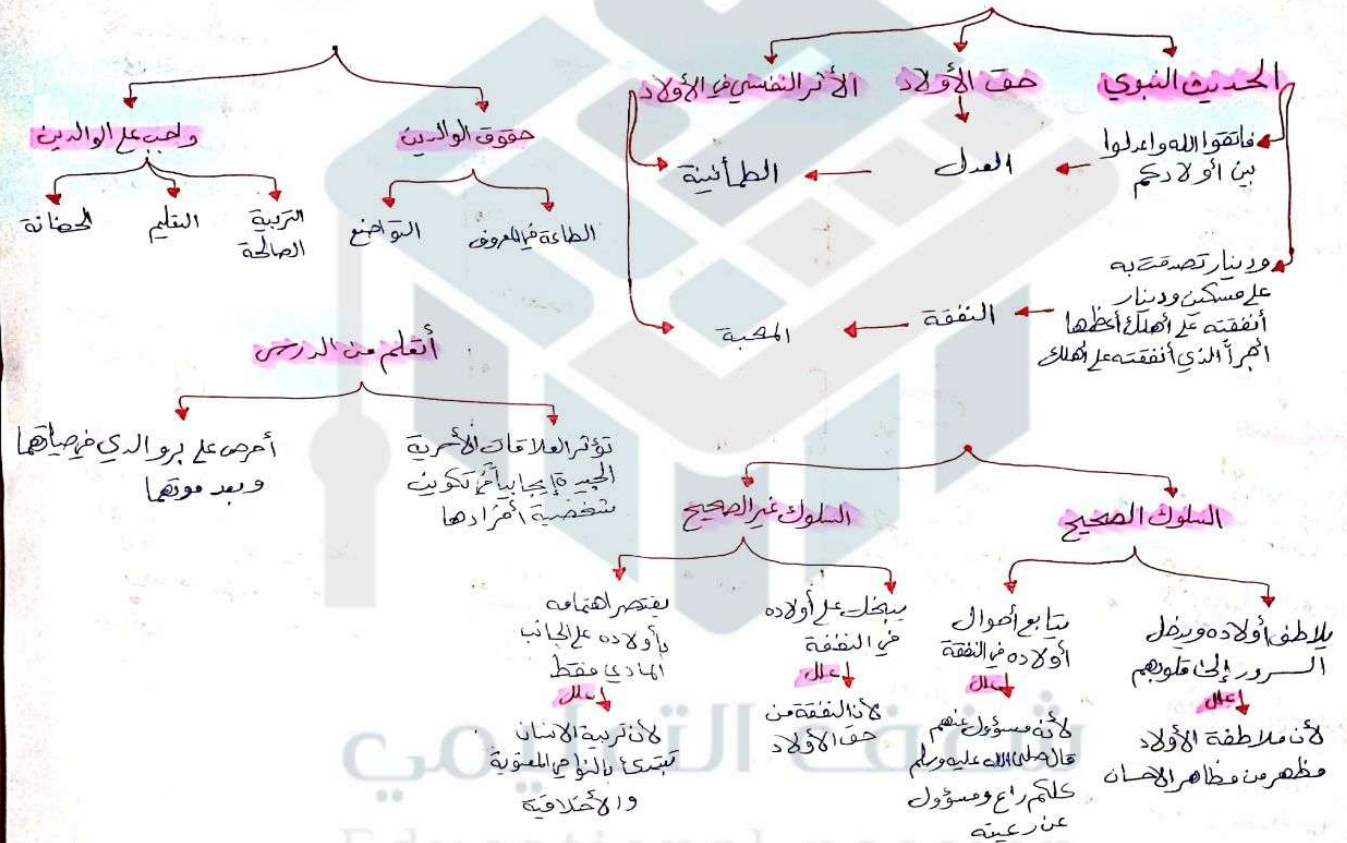 الحديث النبوي
حق الأولاد
الأثر النفسي في الأولاد
فاتقوا الله واعدلوا
بين أولادكم
العدل
الطمأنينة
ودينار تصدقت به
على مسكين ودينار
أنفقته على أهلك أعظمها
أجراً الذي أنفقته على أهلك
النفقة
المحبة
حقوق الوالدين
الطاعة في المعروف
التواضع
واجب على الوالدين
التربية
الصالحة
التعليم
الحضانة
أتعلم من الدرس
تؤثر العلاقات الأسرية
الجيدة إيجابياً في تكوين
شخصية أفرادها
أحرص على بر والدي في حياتهما
وبعد موتهما
السلوك الصحيح
يلاطف أولاده ويدخل
السرور إلى قلوبهم
أعلل
لأن ملاطفة الأولاد
مظهر من مظاهر الاحسان
يتابع أحوال
أولاده في النفقة
أعلل
لأنه مسؤول عنهم
قال صلى الله عليه وسلم
كلكم راع ومسؤول
عن رعيته
السلوك غير الصحيح
يبخل على أولاده
في النفقة
أعلل
لأن النفقة من
حق الأولاد
يقتصر اهتمامه
بأولاده على الجانب
المادي فقط
أعلل
لأن تربية الانسان
تبتدئ بالنواحي المعنوية
والأخلاقية
التعليمي